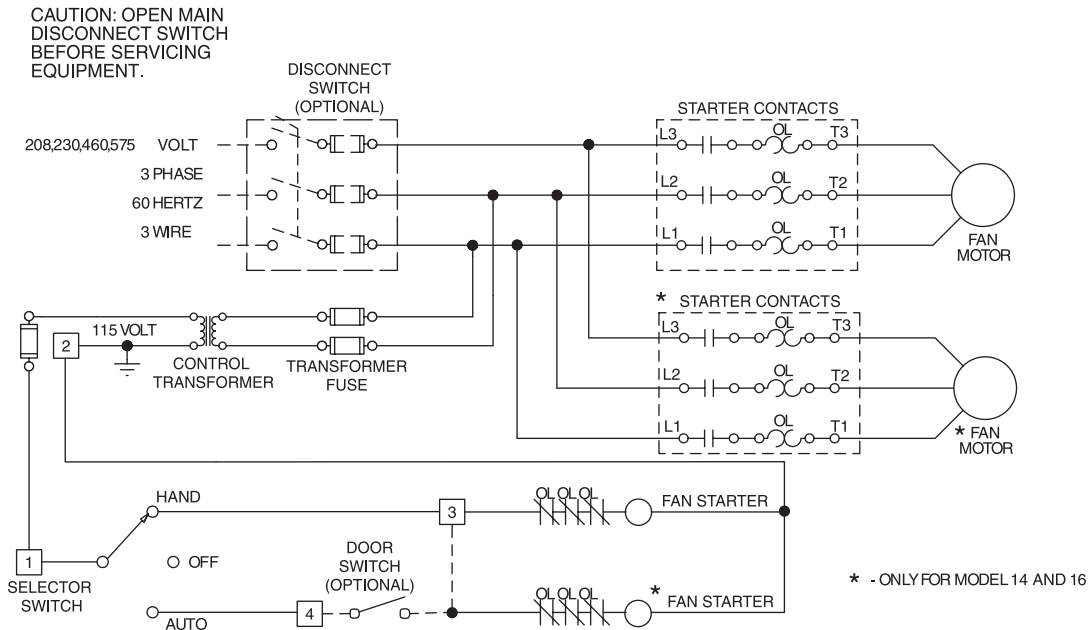 CAUTION: OPEN MAIN
DISCONNECT SWITCH
BEFORE SERVICING
EQUIPMENT.
DISCONNECT
SWITCH
(OPTIONAL)
208,230,460,575 VOLT
3 PHASE
60 HERTZ
3 WIRE
STARTER CONTACTS
L3 OL T3
L2 OL T2
L1 OL T1
FAN
MOTOR
* STARTER CONTACTS
L3 OL T3
L2 OL T2
L1 OL T1
* FAN
MOTOR
115 VOLT
2
CONTROL
TRANSFORMER
TRANSFORMER
FUSE
HAND
3
OL OL OL
FAN STARTER
1
OFF
SELECTOR
SWITCH
DOOR
SWITCH
(OPTIONAL)
AUTO
4
OL OL OL
* FAN STARTER
* - ONLY FOR MODEL 14 AND 16